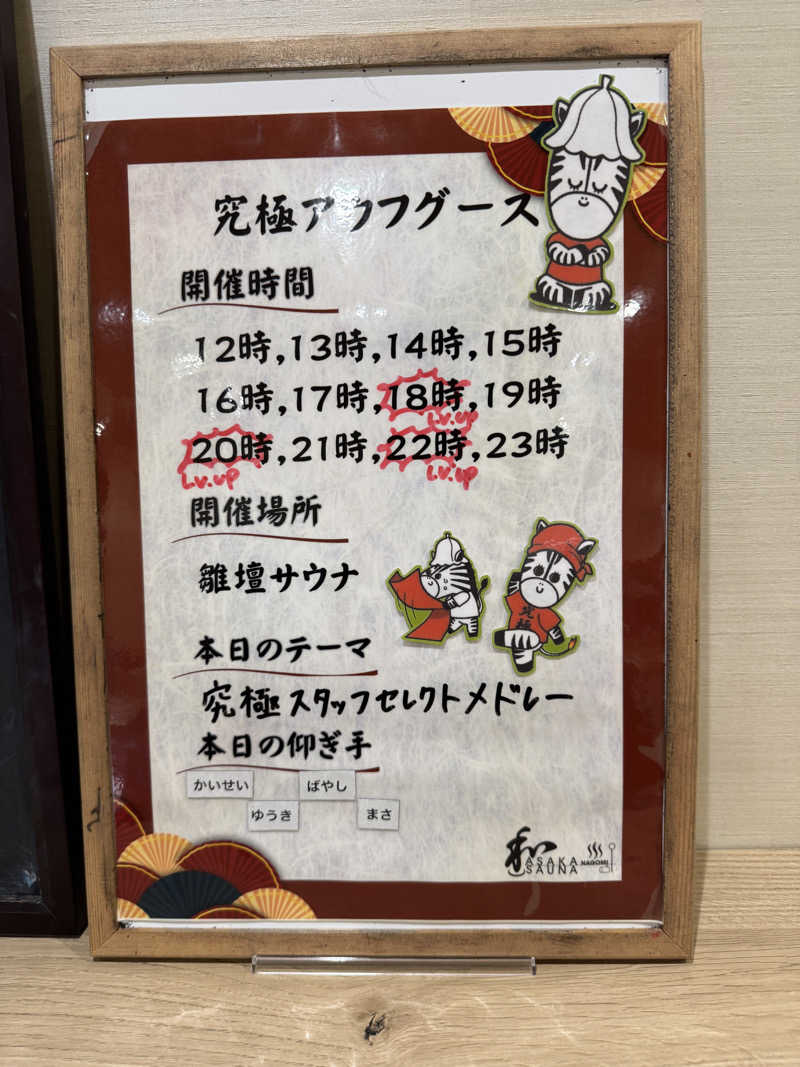 究極アウフグース
開催時間
12時,13時,14時,15時
16時,17時,18時,19時
Lv.up
20時,21時,22時,23時
Lv.up Lv.up
開催場所
雛壇サウナ
究極
本日のテーマ
究極スタッフセレクトメドレー
本日の仰ぎ手
かいせい ばやし
ゆうき まさ
和
ASAKA
SAUNA
NAGOMI